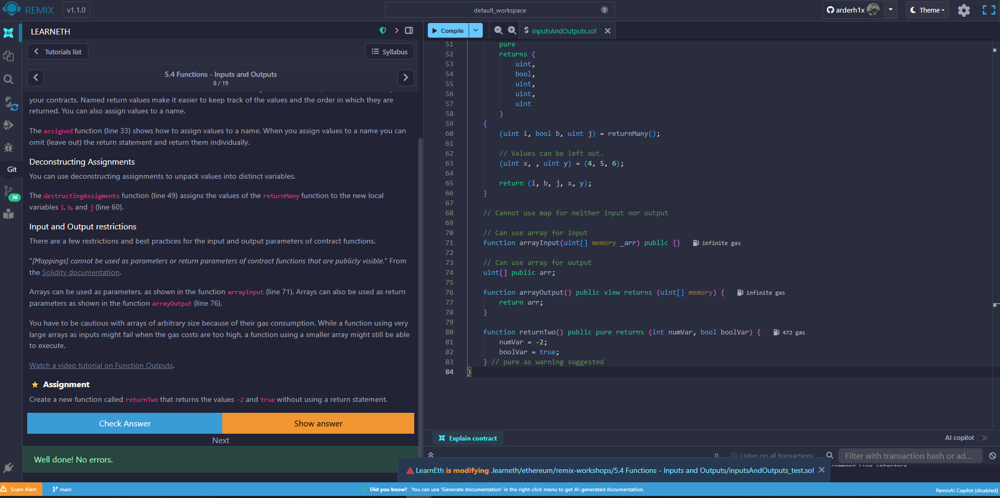 REMIX
v1.1.0
default_workspace
arderh1x
Theme
LEARNETH
Tutorials list
Syllabus
5.4 Functions - Inputs and Outputs
8 / 19
your contracts. Named return values make it easier to keep track of the values and the order in which they are
returned. You can also assign values to a name.
The assigned function (line 33) shows how to assign values to a name. When you assign values to a name you can
omit (leave out) the return statement and return them individually.
Deconstructing Assignments
You can use deconstructing assignments to unpack values into distinct variables.
The destructingAssigments function (line 49) assigns the values of the returnMany function to the new local
variables i, b, and j (line 60).
Input and Output restrictions
There are a few restrictions and best practices for the input and output parameters of contract functions.
"[Mappings] cannot be used as parameters or return parameters of contract functions that are publicly visible." From
the Solidity documentation.
Arrays can be used as parameters, as shown in the function arrayInput (line 71). Arrays can also be used as return
parameters as shown in the function arrayOutput (line 76).
You have to be cautious with arrays of arbitrary size because of their gas consumption. While a function using very
large arrays as inputs might fail when the gas costs are too high, a function using a smaller array might still be able
to execute.
Watch a video tutorial on Function Outputs.
Assignment
Create a new function called returnTwo that returns the values -2 and true without using a return statement.
Check Answer
Show answer
Next
Well done! No errors.
AI
Git
36
Compile
inputsAndOutputs.sol
51 pure
52 returns (
53 uint,
54 bool,
55 uint,
56 uint,
57 uint
58 )
59 {
60 (uint i, bool b, uint j) = returnMany();
61
62 // Values can be left out.
63 (uint x, , uint y) = (4, 5, 6);
64
65 return (i, b, j, x, y);
66 }
67
68 // Cannot use map for neither input nor output
69
70 // Can use array for input
71 function arrayInput(uint[] memory _arr) public {} infinite gas
72
73 // Can use array for output
74 uint[] public arr;
75
76 function arrayOutput() public view returns (uint[] memory) { infinite gas
77 return arr;
78 }
79
80 function returnTwo() public pure returns (int numVar, bool boolVar) { 472 gas
81 numVar = -2;
82 boolVar = true;
83 } // pure as warning suggested
84 }
Explain contract
AI copilot
0
Listen on all transactions
Filter with transaction hash or ad...
command line interface
LearnEth is modifying .learneth/ethereum/remix-workshops/5.4 Functions - Inputs and Outputs/inputsAndOutputs_test.sol
Scam Alert
main
Did you know? You can use 'Generate documentation' in the right-click menu to get AI-generated documentation.
RemixAI Copilot (disabled)